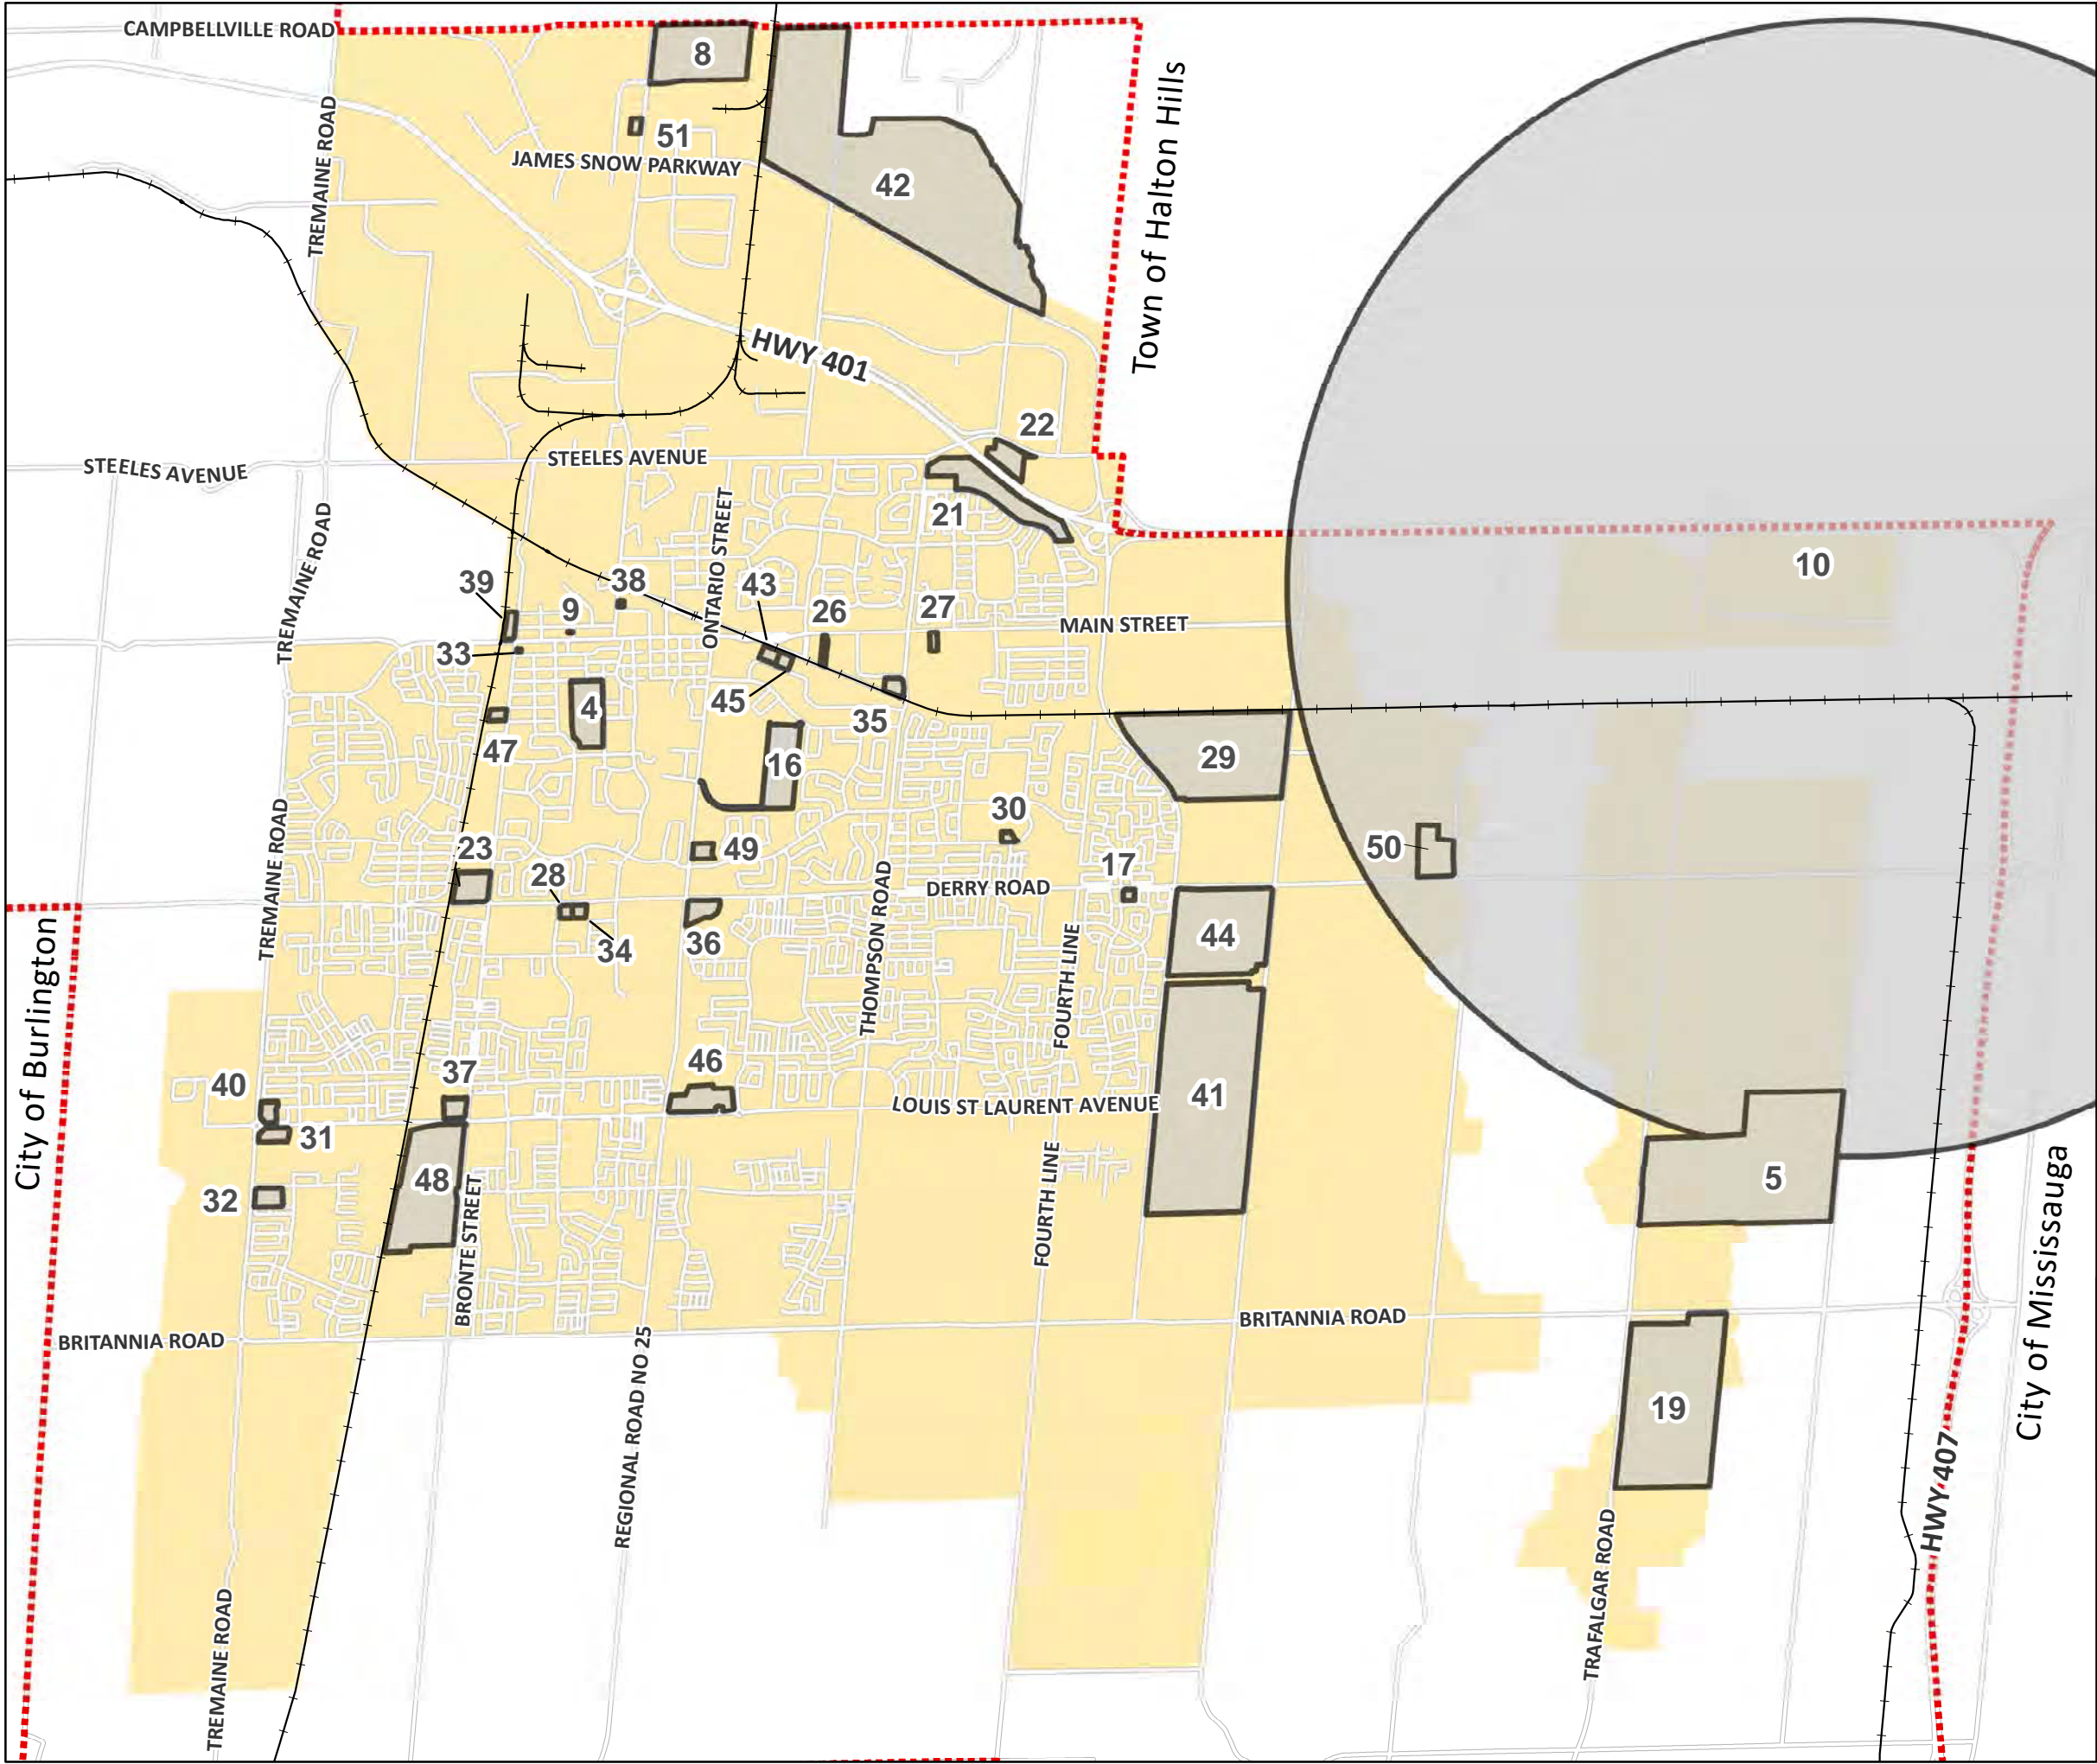 CAMPBELLVILLE ROAD
8
TREMAINE ROAD
51
JAMES SNOW PARKWAY
42
Town of Halton Hills
HWY 401
22
STEELES AVENUE
STEELES AVENUE
21
ONTARIO STREET
TREMAINE ROAD
10
39
38
43
9
26
27
MAIN STREET
33
45
4
35
47
16
29
30
50
23
49
17
28
DERRY ROAD
TREMAINE ROAD
THOMPSON ROAD
34
36
44
FOURTH LINE
City of Burlington
40
37
46
LOUIS ST LAURENT AVENUE
41
31
48
32
5
BRONTE STREET
FOURTH LINE
City of Mississauga
BRITANNIA ROAD
BRITANNIA ROAD
REGIONAL ROAD NO 25
19
HWY 407
TRAFALGAR ROAD
TREMAINE ROAD